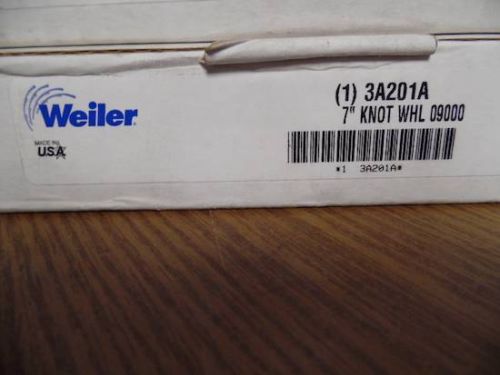 Weiler
MADE IN
USA
(1) 3A201A
7" KNOT WHL 09000
*1 3A201A*